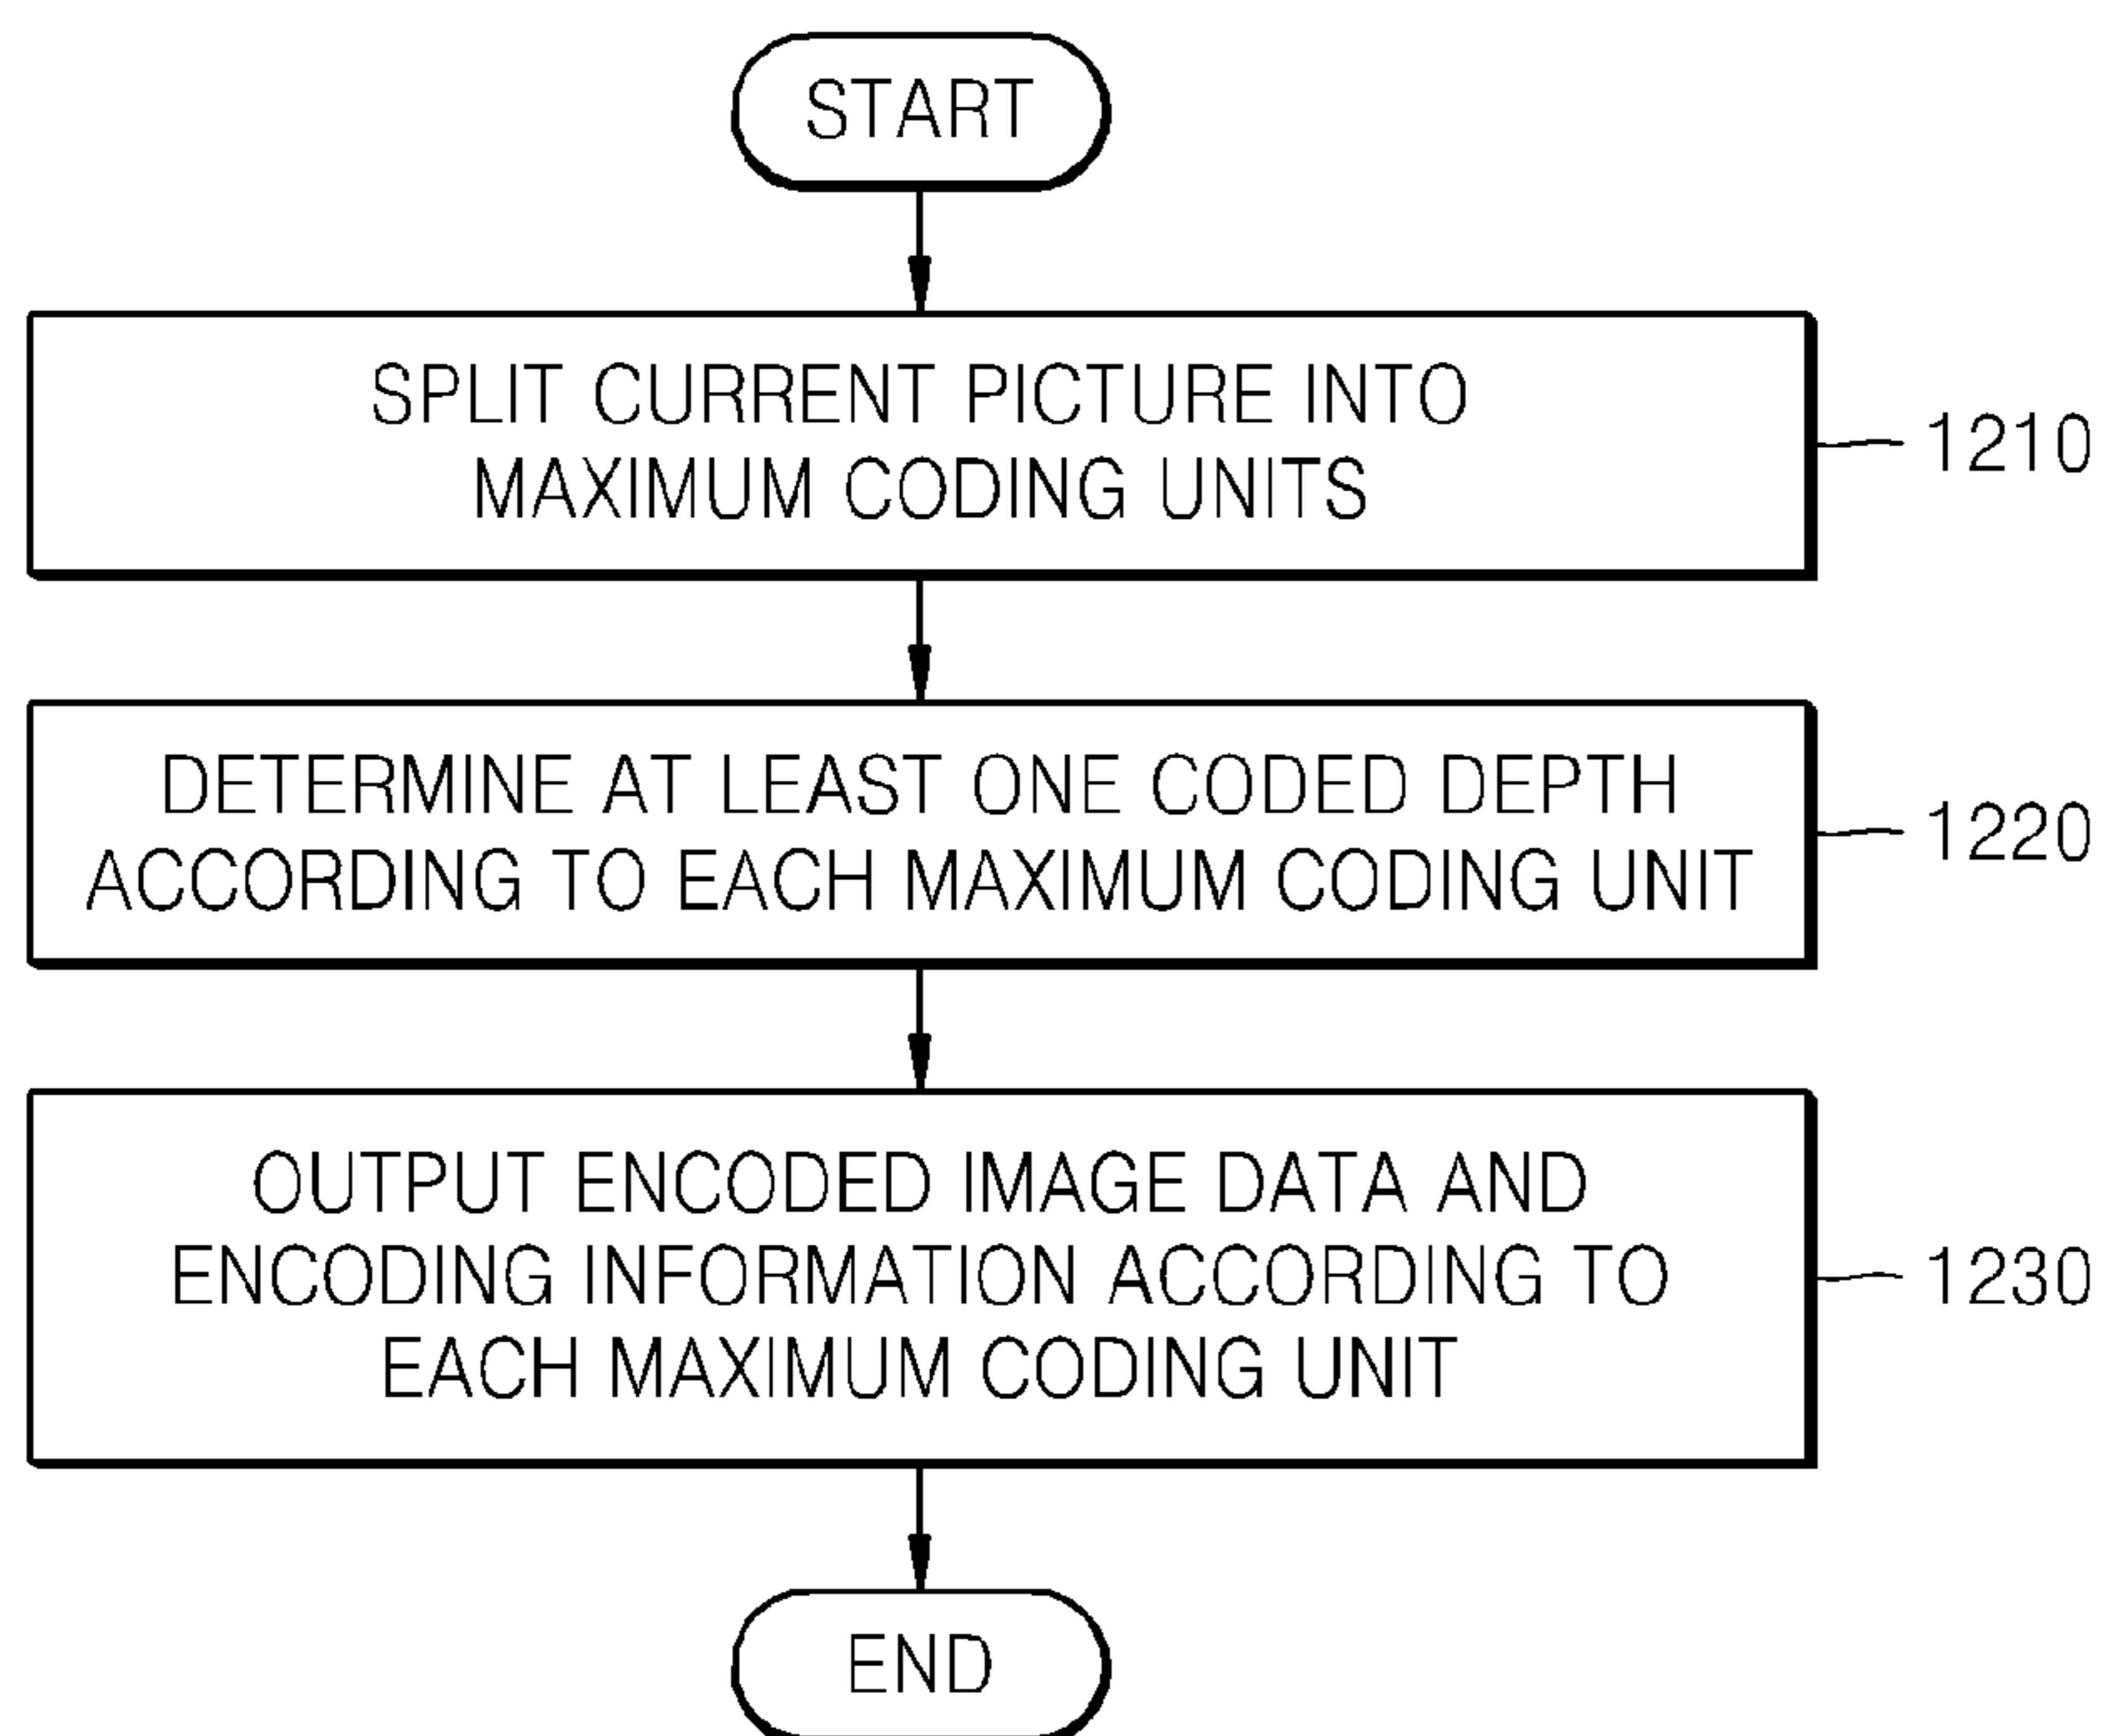 START
SPLIT CURRENT PICTURE INTO
MAXIMUM CODING UNITS
1210
DETERMINE AT LEAST ONE CODED DEPTH
ACCORDING TO EACH MAXIMUM CODING UNIT
1220
OUTPUT ENCODED IMAGE DATA AND
ENCODING INFORMATION ACCORDING TO
EACH MAXIMUM CODING UNIT
1230
END